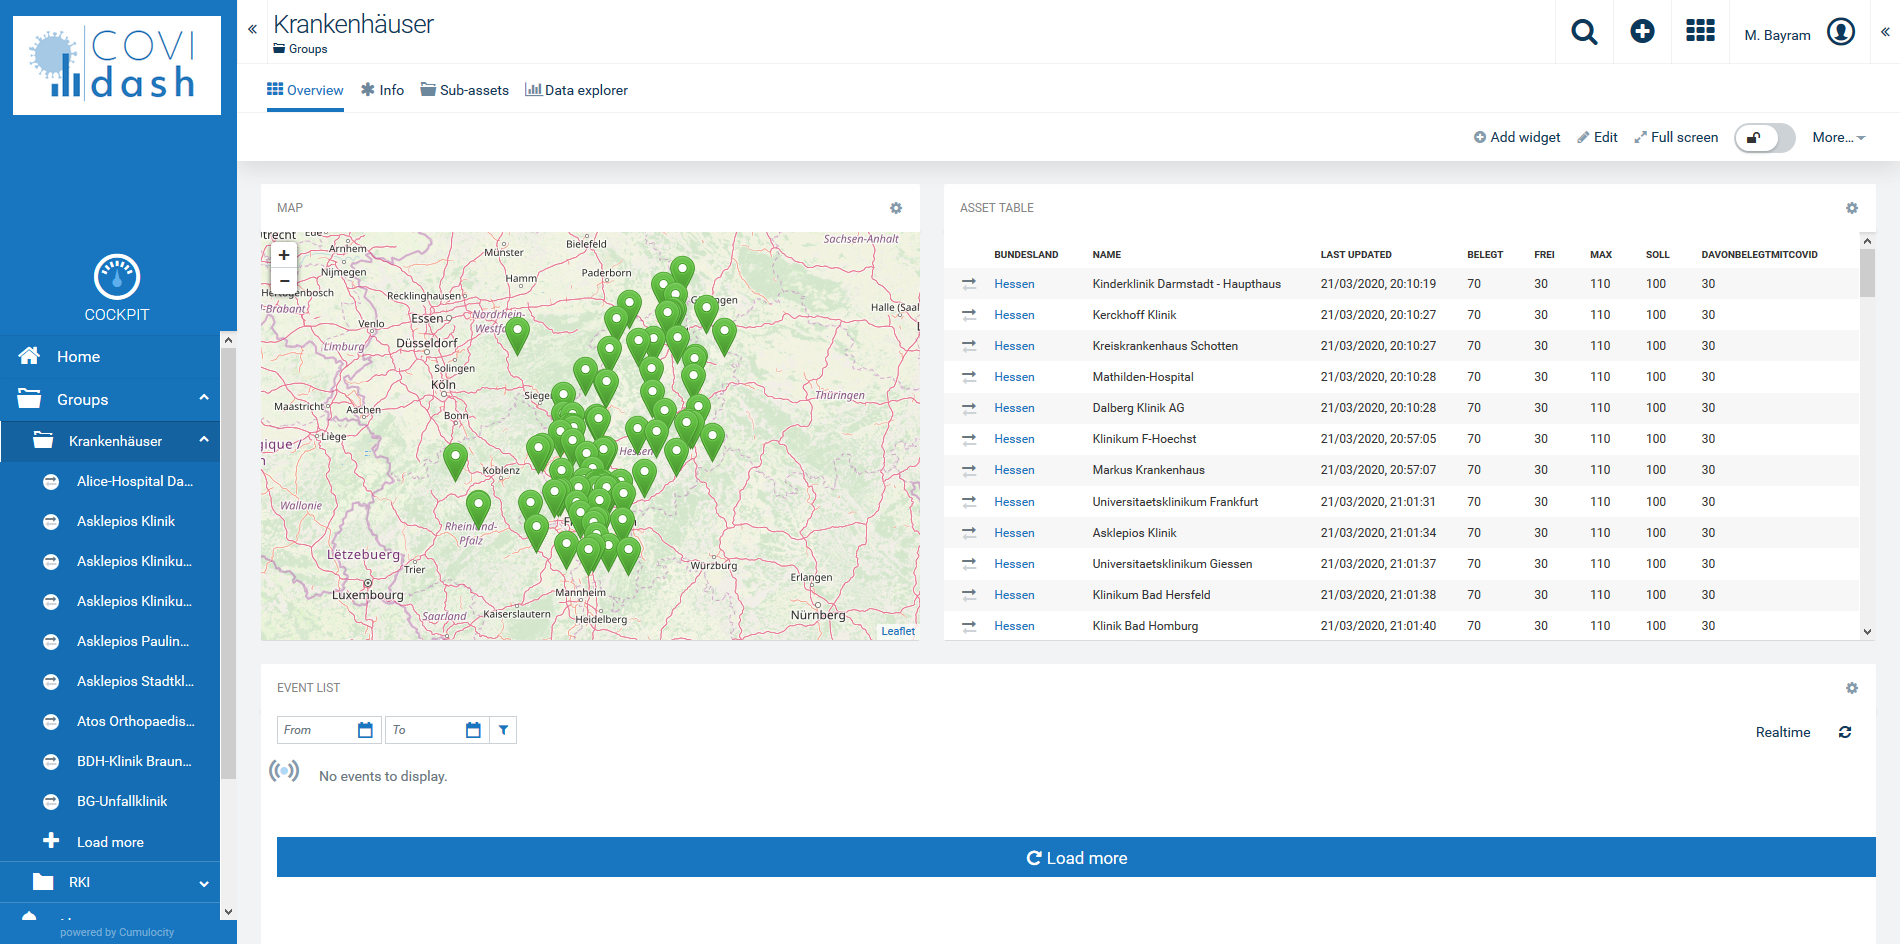 COVI
dash
COCKPIT
Home
Groups
Krankenhäuser
Alice-Hospital Da...
Asklepios Klinik
Asklepios Kliniku...
Asklepios Kliniku...
Asklepios Paulin...
Asklepios Stadtkl...
Atos Orthopaedis...
BDH-Klinik Braun...
BG-Unfallklinik
Load more
RKI
powered by Cumulocity
Krankenhäuser
Groups
M. Bayram
Overview Info Sub-assets Data explorer
Add widget Edit Full screen More...
MAP
+
−
Arnhem
Nijmegen
Münster
Bielefeld
Sachsen-Anhalt
Hamm
Paderborn
Recklinghausen
Essen
Nordrhein-
Halle (Saal
Venlo
Limburg
Düsseldorf
Solingen
Köln
Maastricht
Aachen
Bonn
Thüringen
Liège
gique /
Hessen
Koblenz
Wallonie
Rheinland-
Pfalz
Lëtzebuerg
Trier
Luxembourg
Würzburg
Erlangen
Mannheim
Saarland
Kaiserslautern
Heidelberg
Nürnberg
Leaflet
ASSET TABLE
BUNDESLAND NAME LAST UPDATED BELEGT FREI MAX SOLL DAVONBELEGTMITCOVID
Hessen Kinderklinik Darmstadt - Haupthaus 21/03/2020, 20:10:19 70 30 110 100 30
Hessen Kerckhoff Klinik 21/03/2020, 20:10:27 70 30 110 100 30
Hessen Kreiskrankenhaus Schotten 21/03/2020, 20:10:27 70 30 110 100 30
Hessen Mathilden-Hospital 21/03/2020, 20:10:28 70 30 110 100 30
Hessen Dalberg Klinik AG 21/03/2020, 20:10:28 70 30 110 100 30
Hessen Klinikum F-Hoechst 21/03/2020, 20:57:05 70 30 110 100 30
Hessen Markus Krankenhaus 21/03/2020, 20:57:07 70 30 110 100 30
Hessen Universitaetsklinikum Frankfurt 21/03/2020, 21:01:31 70 30 110 100 30
Hessen Asklepios Klinik 21/03/2020, 21:01:34 70 30 110 100 30
Hessen Universitaetsklinikum Giessen 21/03/2020, 21:01:37 70 30 110 100 30
Hessen Klinikum Bad Hersfeld 21/03/2020, 21:01:38 70 30 110 100 30
Hessen Klinik Bad Homburg 21/03/2020, 21:01:40 70 30 110 100 30
EVENT LIST
From To
Realtime
No events to display.
Load more